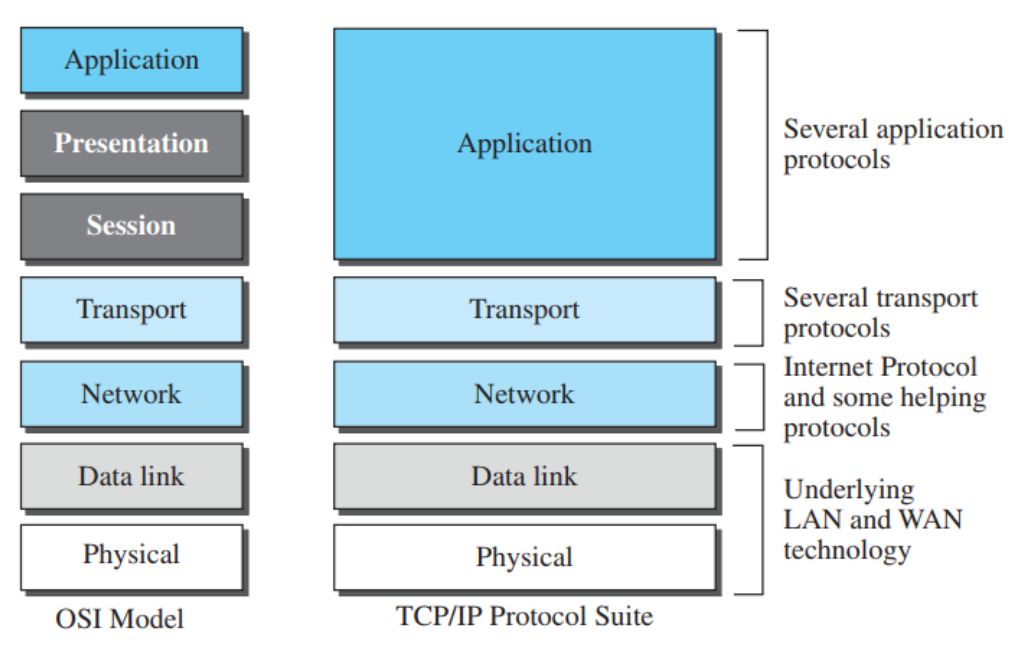 Application
Presentation
Session
Transport
Network
Data link
Physical
OSI Model
Application
Transport
Network
Data link
Physical
TCP/IP Protocol Suite
Several application
protocols
Several transport
protocols
Internet Protocol
and some helping
protocols
Underlying
LAN and WAN
technology